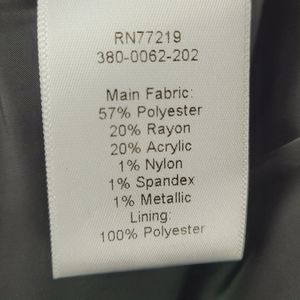 RN77219
380-0062-202
Main Fabric:
57% Polyester
20% Rayon
20% Acrylic
1% Nylon
1% Spandex
1% Metallic
Lining:
100% Polyester